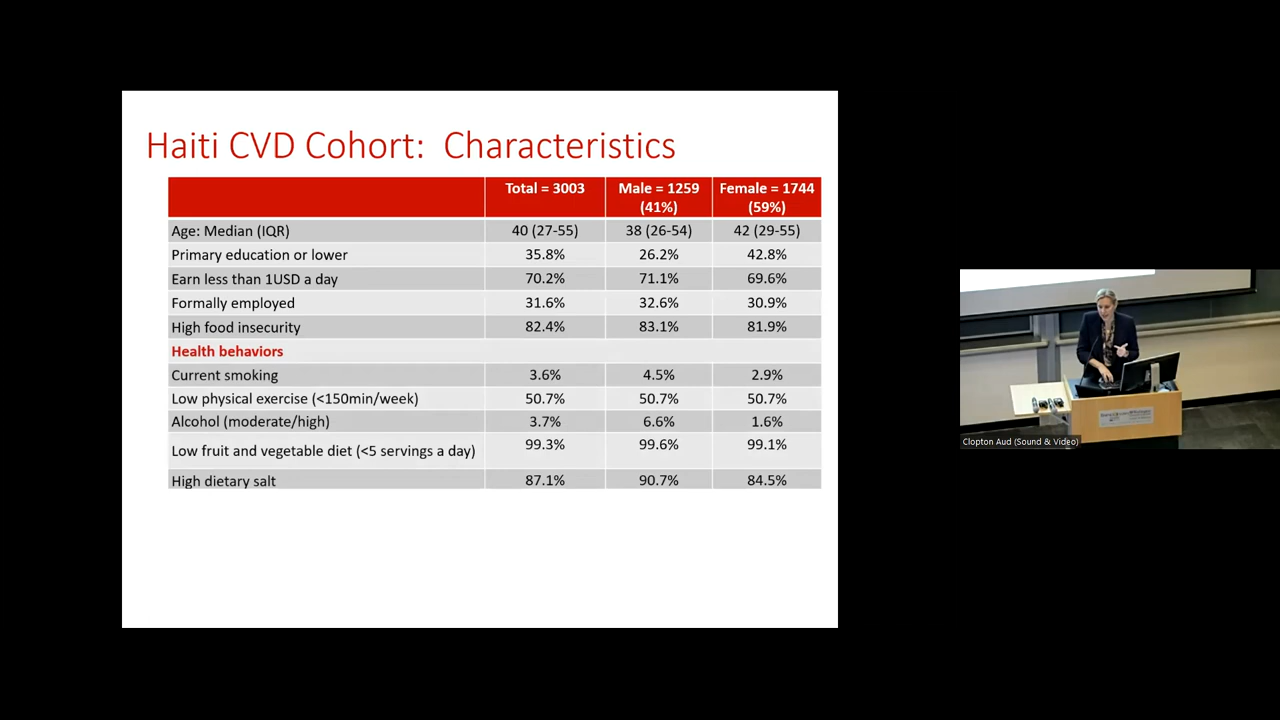 Haiti CVD Cohort: Characteristics
Total = 3003 Male = 1259 Female = 1744
(41%) (59%)
Age: Median (IQR) 40 (27-55) 38 (26-54) 42 (29-55)
Primary education or lower 35.8% 26.2% 42.8%
Earn less than 1USD a day 70.2% 71.1% 69.6%
Formally employed 31.6% 32.6% 30.9%
High food insecurity 82.4% 83.1% 81.9%
Health behaviors
Current smoking 3.6% 4.5% 2.9%
Low physical exercise (<150min/week) 50.7% 50.7% 50.7%
Alcohol (moderate/high) 3.7% 6.6% 1.6%
Low fruit and vegetable diet (<5 servings a day) 99.3% 99.6% 99.1%
High dietary salt 87.1% 90.7% 84.5%
Clopton Aud (Sound & Video)